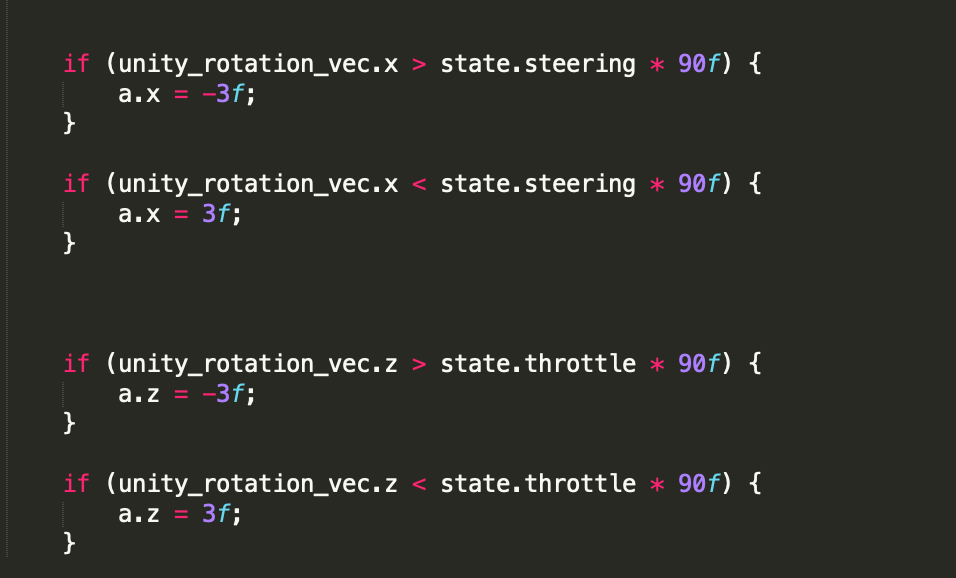 if (unity_rotation_vec.x > state.steering * 90f) {
    a.x = -3f;
}
if (unity_rotation_vec.x < state.steering * 90f) {
    a.x = 3f;
}
if (unity_rotation_vec.z > state.throttle * 90f) {
    a.z = -3f;
}
if (unity_rotation_vec.z < state.throttle * 90f) {
    a.z = 3f;
}